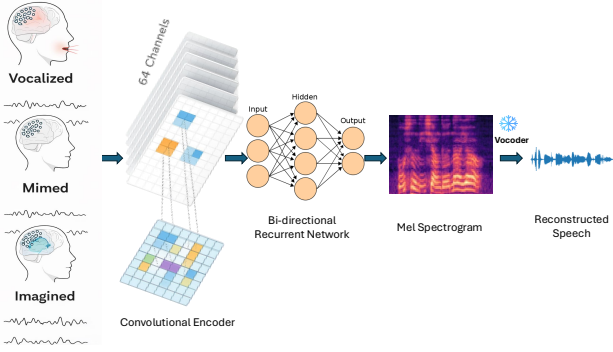 Vocalized
Mimed
Imagined
64 Channels
Convolutional Encoder
Input
Hidden
Output
Bi-directional
Recurrent Network
Mel Spectrogram
Vocoder
Reconstructed
Speech